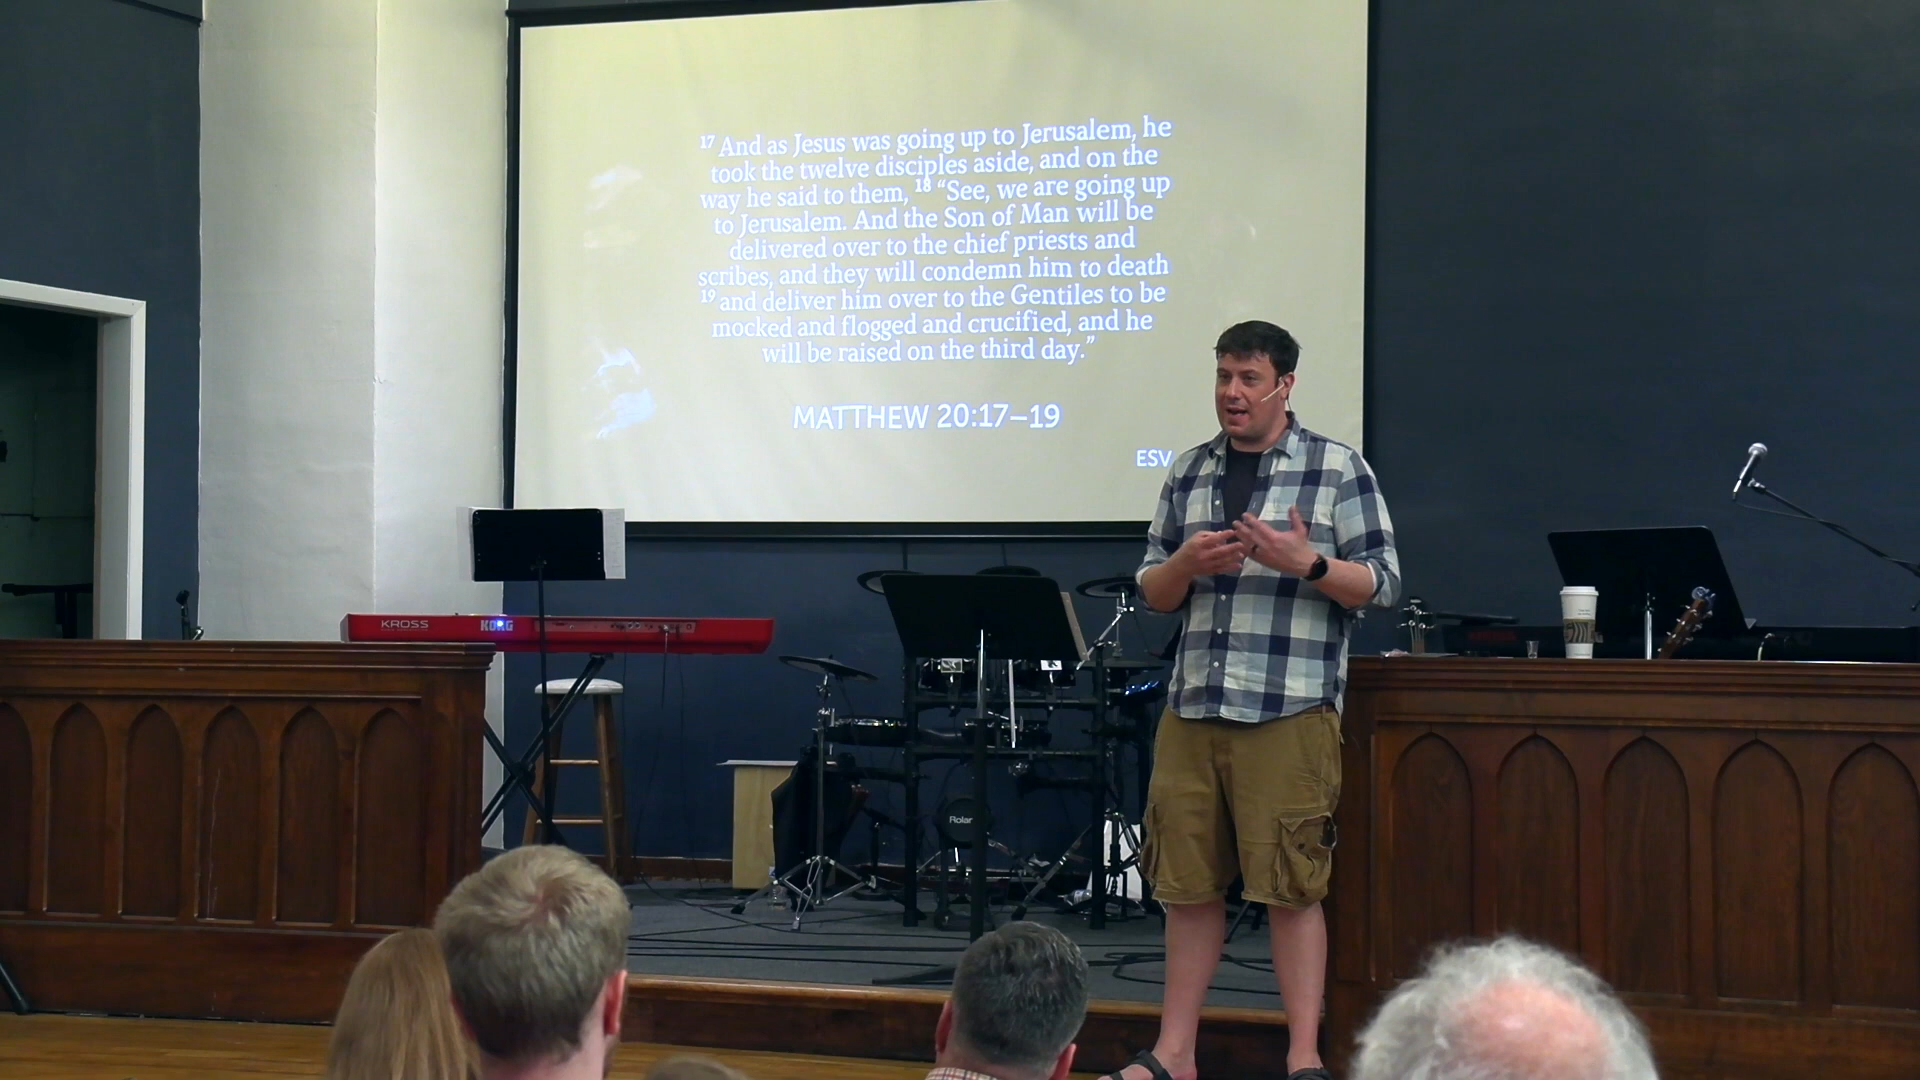 17 And as Jesus was going up to Jerusalem, he
took the twelve disciples aside, and on the
way he said to them, 18 “See, we are going up
to Jerusalem. And the Son of Man will be
delivered over to the chief priests and
scribes, and they will condemn him to death
19 and deliver him over to the Gentiles to be
mocked and flogged and crucified, and he
will be raised on the third day.”
MATTHEW 20:17–19
ESV
KROSS
KORG
Roland